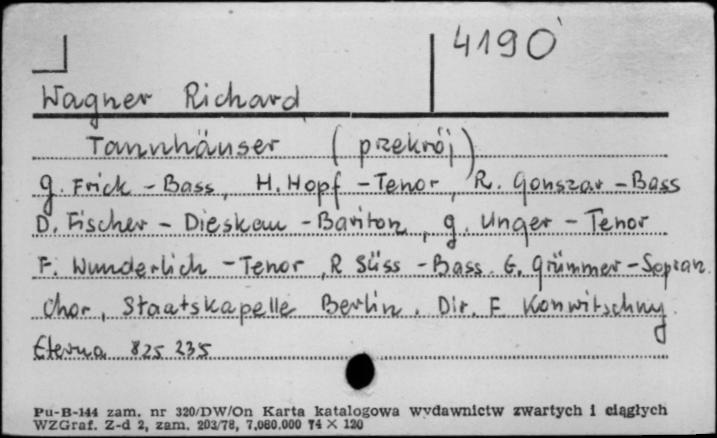 4190
Wagner Richard
Tannhäuser (przekrój)
G. Frick - Bass, H. Hopf - Tenor, R. Gonszar - Bass
D. Fischer - Dieskau - Bariton, G. Unger - Tenor
F. Wunderlich - Tenor, R Süss - Bass. E. Grümmer - Sopran.
Chor, Staatskapelle Berlin. Dir. F Konwitschny.
Eterna 825 235
Pu-B-144 zam. nr 320/DW/On Karta katalogowa wydawnictw zwartych i ciągłych
WZGraf. Z-d 2, zam. 203/78, 7,080,000 74 × 120